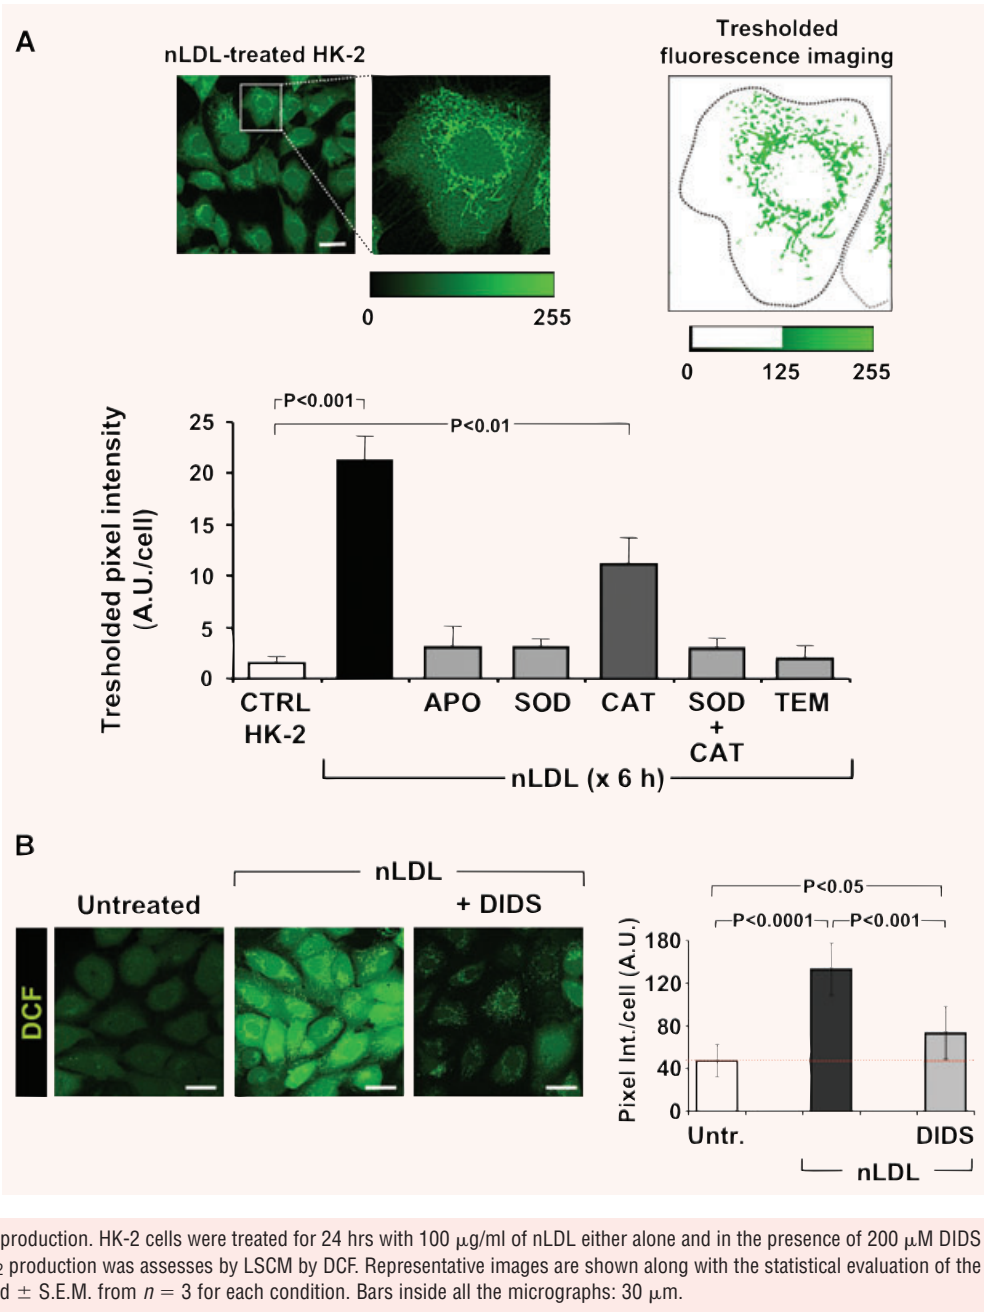 A
nLDL-treated HK-2
Tresholded
fluorescence imaging
0 255
0 125 255
Tresholded pixel intensity
(A.U./cell)
P<0.001
P<0.01
25
20
15
10
5
0
CTRL
HK-2
APO
SOD
CAT
SOD
+
CAT
TEM
nLDL (x 6 h)
B
nLDL
Untreated
+ DIDS
DCF
P<0.05
P<0.0001
P<0.001
Pixel Int./cell (A.U.)
180
120
80
40
0
Untr.
DIDS
nLDL
production. HK-2 cells were treated for 24 hrs with 100 μg/ml of nLDL either alone and in the presence of 200 μM DIDS
₂ production was assesses by LSCM by DCF. Representative images are shown along with the statistical evaluation of the
d ± S.E.M. from n = 3 for each condition. Bars inside all the micrographs: 30 μm.